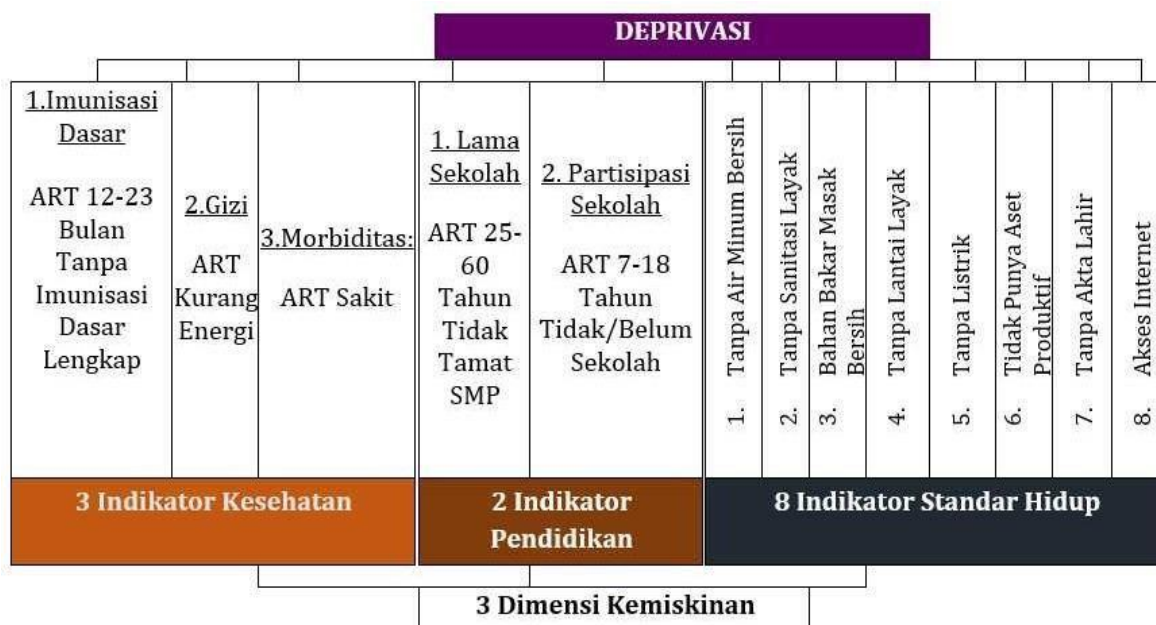 DEPRIVASI
1.Imunisasi
Dasar
ART 12-23
Bulan
Tanpa
Imunisasi
Dasar
Lengkap
2.Gizi
ART
Kurang
Energi
3.Morbiditas:
ART Sakit
1. Lama
Sekolah
ART 25-
60
Tahun
Tidak
Tamat
SMP
2. Partisipasi
Sekolah
ART 7-18
Tahun
Tidak/Belum
Sekolah
1. Tanpa Air Minum Bersih
2. Tanpa Sanitasi Layak
3. Bahan Bakar Masak
Bersih
4. Tanpa Lantai Layak
5. Tanpa Listrik
6. Tidak Punya Aset
Produktif
7. Tanpa Akta Lahir
8. Akses Internet
3 Indikator Kesehatan
2 Indikator
Pendidikan
8 Indikator Standar Hidup
3 Dimensi Kemiskinan